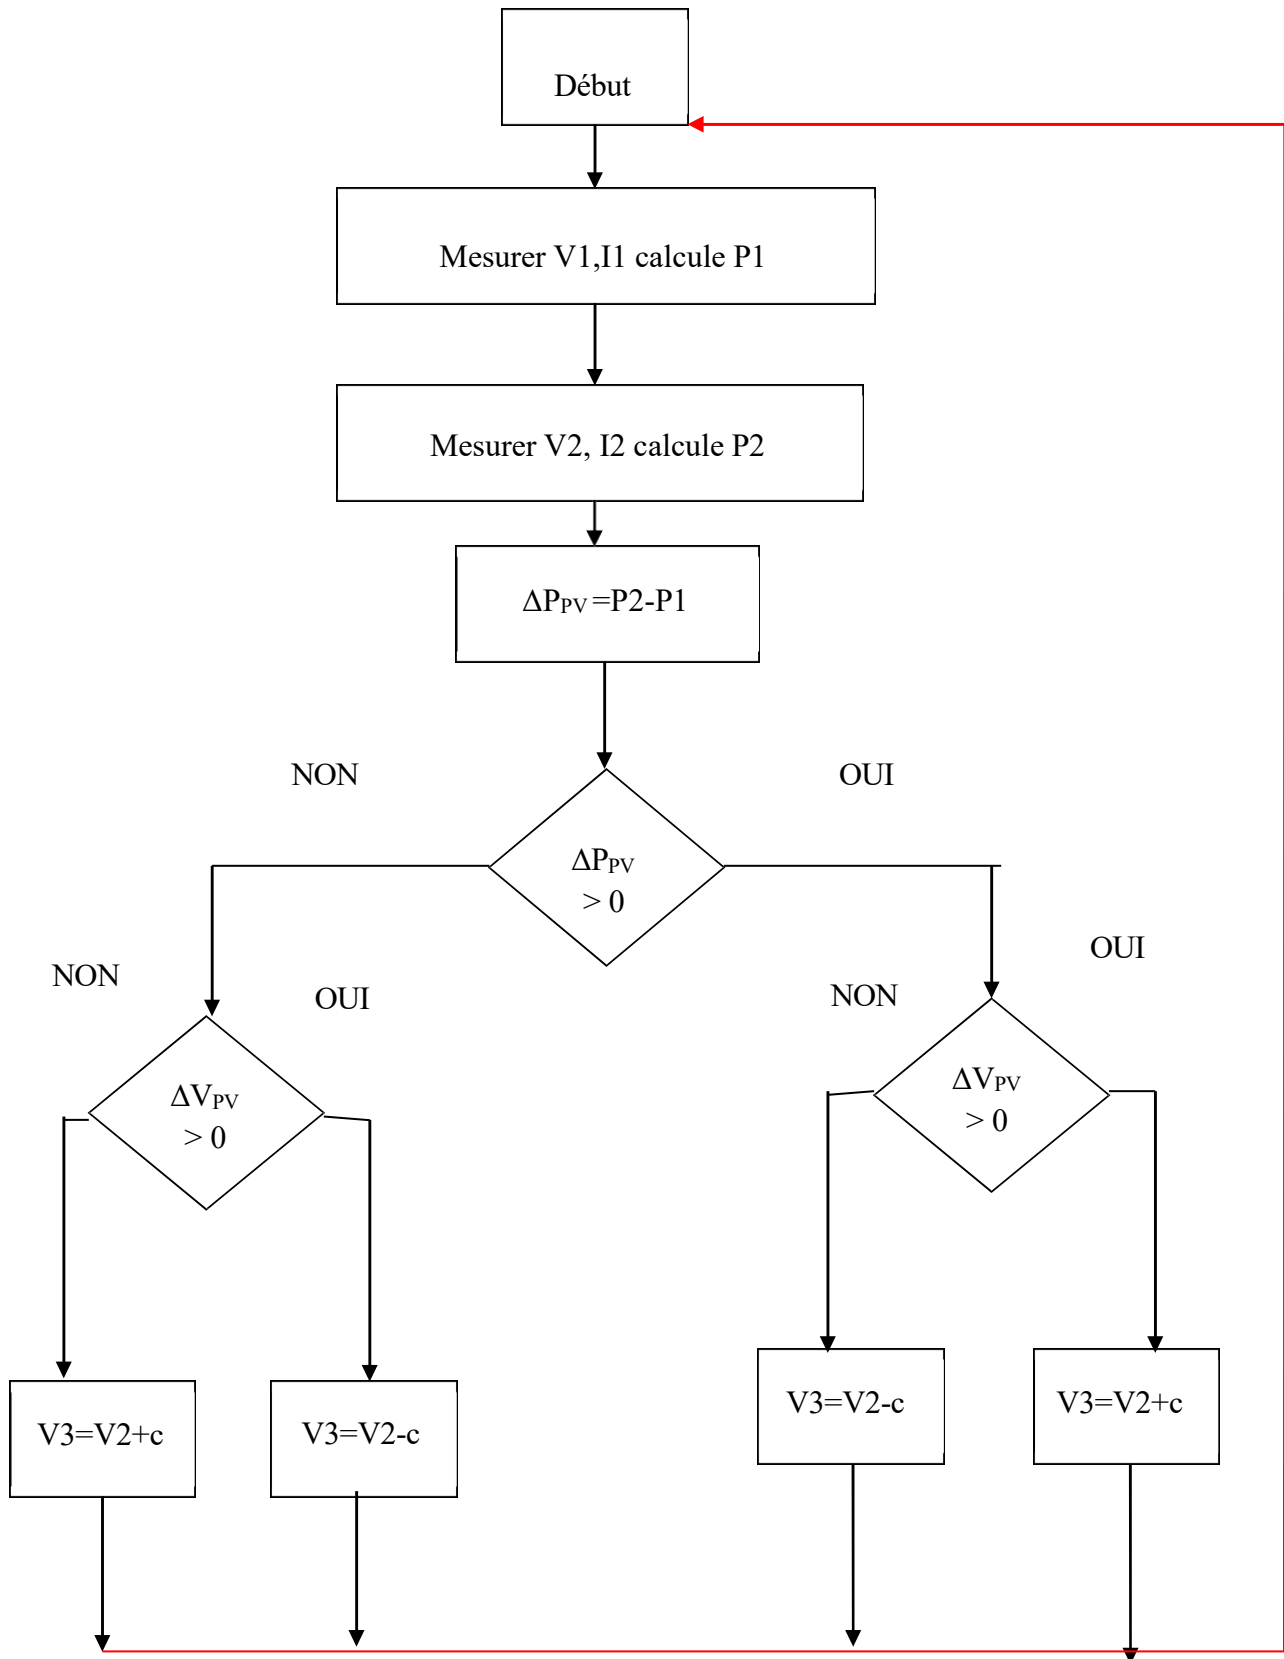 Début
Mesurer V1,I1 calcule P1
Mesurer V2, I2 calcule P2
ΔPPV=P2-P1
NON
OUI
ΔPPV
> 0
NON
OUI
NON
OUI
ΔVPV
> 0
ΔVPV
> 0
V3=V2+c
V3=V2-c
V3=V2-c
V3=V2+c